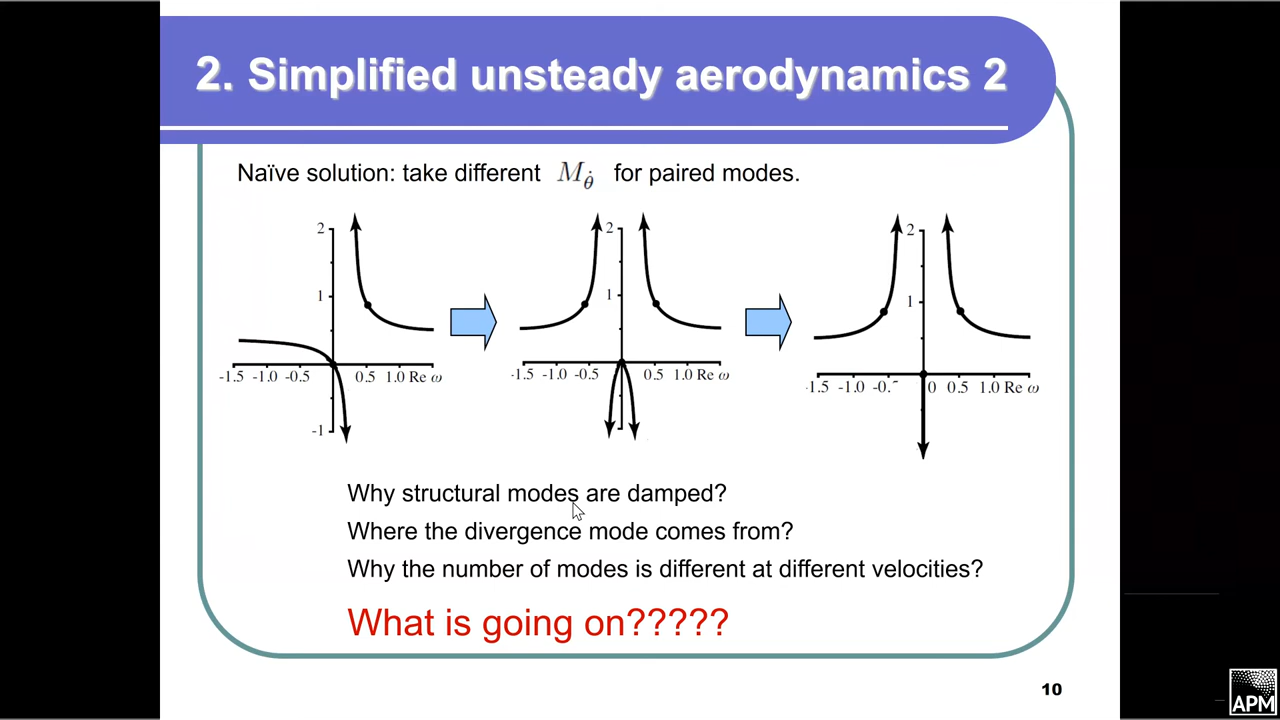 2. Simplified unsteady aerodynamics 2
Naïve solution: take different M_θ̇ for paired modes.
2
1
-1.5 -1.0 -0.5 0.5 1.0 Re ω
-1
2
1
-1.5 -1.0 -0.5 0.5 1.0 Re ω
2
1
-1.5 -1.0 -0. 0 0.5 1.0 Re ω
Why structural modes are damped?
Where the divergence mode comes from?
Why the number of modes is different at different velocities?
What is going on?????
10
APM